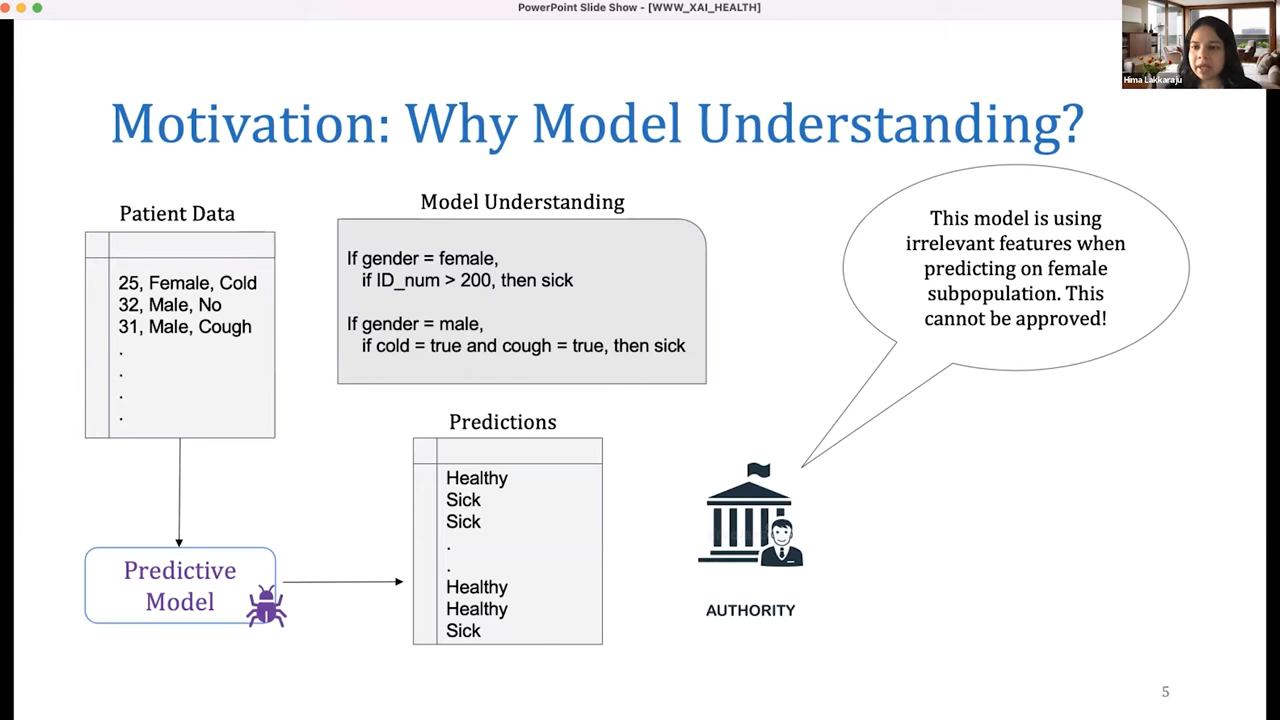 PowerPoint Slide Show - [WWW_XAI_HEALTH]
Hima Lakkaraju
Motivation: Why Model Understanding?
Patient Data
25, Female, Cold
32, Male, No
31, Male, Cough
.
.
.
.
Model Understanding
If gender = female,
if ID_num > 200, then sick
If gender = male,
if cold = true and cough = true, then sick
This model is using
irrelevant features when
predicting on female
subpopulation. This
cannot be approved!
Predictions
Healthy
Sick
Sick
.
.
Healthy
Healthy
Sick
Predictive
Model
AUTHORITY
5